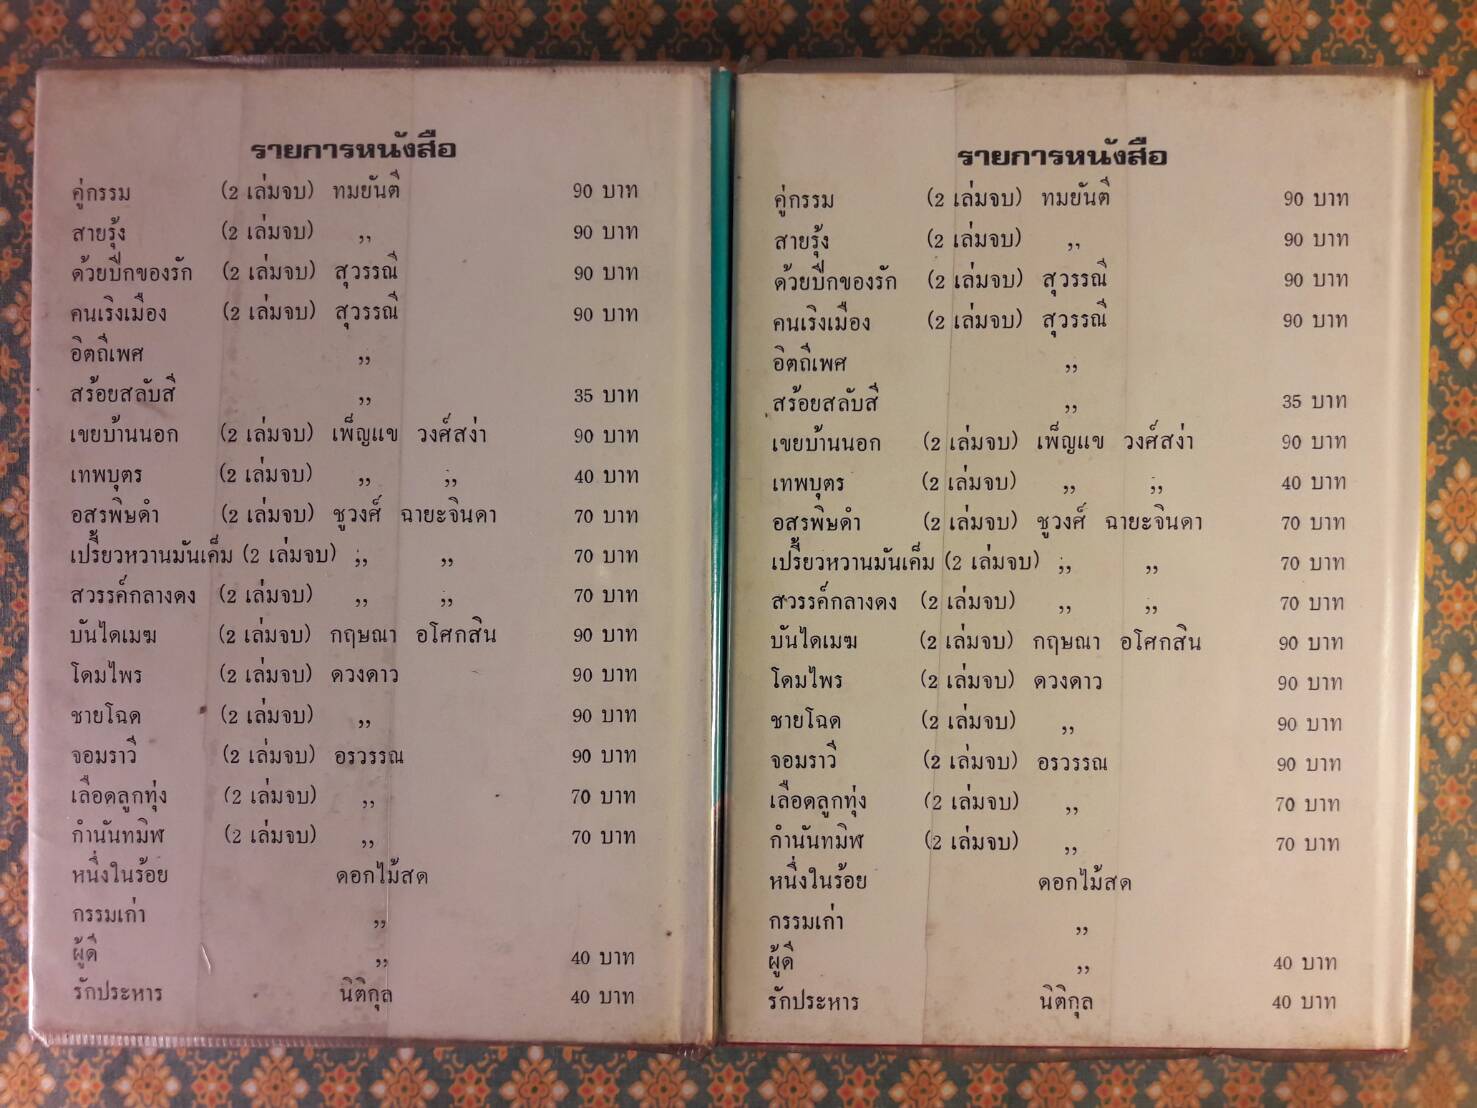 รายการหนังสือ
คู่กรรม (2 เล่มจบ) ทมยันตี 90 บาท
สายรุ้ง (2 เล่มจบ) ,, 90 บาท
ด้วยปีกของรัก (2 เล่มจบ) สุวรรณี 90 บาท
คนเริงเมือง (2 เล่มจบ) สุวรรณี 90 บาท
อิตถีเพศ ,,
สร้อยสลับสี ,, 35 บาท
เขยบ้านนอก (2 เล่มจบ) เพ็ญแข วงศ์สง่า 90 บาท
เทพบุตร (2 เล่มจบ) ,, ,, 40 บาท
อสรพิษดำ (2 เล่มจบ) ชูวงศ์ ฉายะจินดา 70 บาท
เปรี้ยวหวานมันเค็ม (2 เล่มจบ) ,, ,, 70 บาท
สวรรค์กลางดง (2 เล่มจบ) ,, ,, 70 บาท
บันไดเมฆ (2 เล่มจบ) กฤษณา อโศกสิน 90 บาท
โดมไพร (2 เล่มจบ) ดวงดาว 90 บาท
ชายโฉด (2 เล่มจบ) ,, 90 บาท
จอมราวี (2 เล่มจบ) อรวรรณ 90 บาท
เลือดลูกทุ่ง (2 เล่มจบ) ,, 70 บาท
กำนันทมิฬ (2 เล่มจบ) ,, 70 บาท
หนึ่งในร้อย ดอกไม้สด
กรรมเก่า ,,
ผู้ดี ,, 40 บาท
รักประหาร นิติกุล 40 บาท
รายการหนังสือ
คู่กรรม (2 เล่มจบ) ทมยันตี 90 บาท
สายรุ้ง (2 เล่มจบ) ,, 90 บาท
ด้วยปีกของรัก (2 เล่มจบ) สุวรรณี 90 บาท
คนเริงเมือง (2 เล่มจบ) สุวรรณี 90 บาท
อิตถีเพศ ,,
สร้อยสลับสี ,, 35 บาท
เขยบ้านนอก (2 เล่มจบ) เพ็ญแข วงศ์สง่า 90 บาท
เทพบุตร (2 เล่มจบ) ,, ,, 40 บาท
อสรพิษดำ (2 เล่มจบ) ชูวงศ์ ฉายะจินดา 70 บาท
เปรี้ยวหวานมันเค็ม (2 เล่มจบ) ,, ,, 70 บาท
สวรรค์กลางดง (2 เล่มจบ) ,, ,, 70 บาท
บันไดเมฆ (2 เล่มจบ) กฤษณา อโศกสิน 90 บาท
โดมไพร (2 เล่มจบ) ดวงดาว 90 บาท
ชายโฉด (2 เล่มจบ) ,, 90 บาท
จอมราวี (2 เล่มจบ) อรวรรณ 90 บาท
เลือดลูกทุ่ง (2 เล่มจบ) ,, 70 บาท
กำนันทมิฬ (2 เล่มจบ) ,, 70 บาท
หนึ่งในร้อย ดอกไม้สด
กรรมเก่า ,,
ผู้ดี ,, 40 บาท
รักประหาร นิติกุล 40 บาท